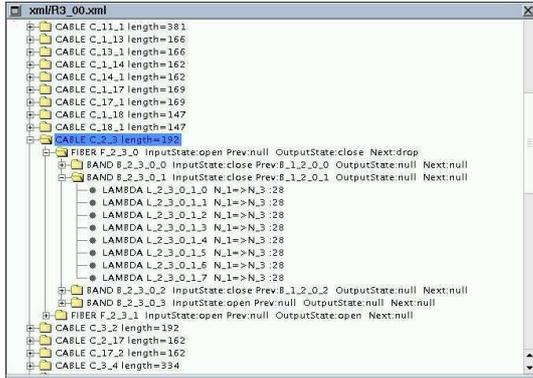 xml/R3_00.xml
CABLE C_11_1 length=381
CABLE C_1_13 length=166
CABLE C_13_1 length=166
CABLE C_1_14 length=162
CABLE C_14_1 length=162
CABLE C_1_17 length=169
CABLE C_17_1 length=169
CABLE C_1_18 length=147
CABLE C_18_1 length=147
CABLE C_2_3 length=192
FIBER F_2_3_0 InputState:open Prev:null OutputState:close Next:drop
BAND B_2_3_0_0 InputState:close Prev:B_1_2_0_0 OutputState:null Next:null
BAND B_2_3_0_1 InputState:close Prev:B_1_2_0_1 OutputState:null Next:null
LAMBDA L_2_3_0_1_0 N_1=>N_3 :28
LAMBDA L_2_3_0_1_1 N_1=>N_3 :28
LAMBDA L_2_3_0_1_2 N_1=>N_3 :28
LAMBDA L_2_3_0_1_3 N_1=>N_3 :28
LAMBDA L_2_3_0_1_4 N_1=>N_3 :28
LAMBDA L_2_3_0_1_5 N_1=>N_3 :28
LAMBDA L_2_3_0_1_6 N_1=>N_3 :28
LAMBDA L_2_3_0_1_7 N_1=>N_3 :28
BAND B_2_3_0_2 InputState:close Prev:B_1_2_0_2 OutputState:null Next:null
BAND B_2_3_0_3 InputState:open Prev:null OutputState:null Next:null
FIBER F_2_3_1 InputState:open Prev:null OutputState:open Next:null
CABLE C_3_2 length=192
CABLE C_2_17 length=162
CABLE C_17_2 length=162
CABLE C_3_4 length=334